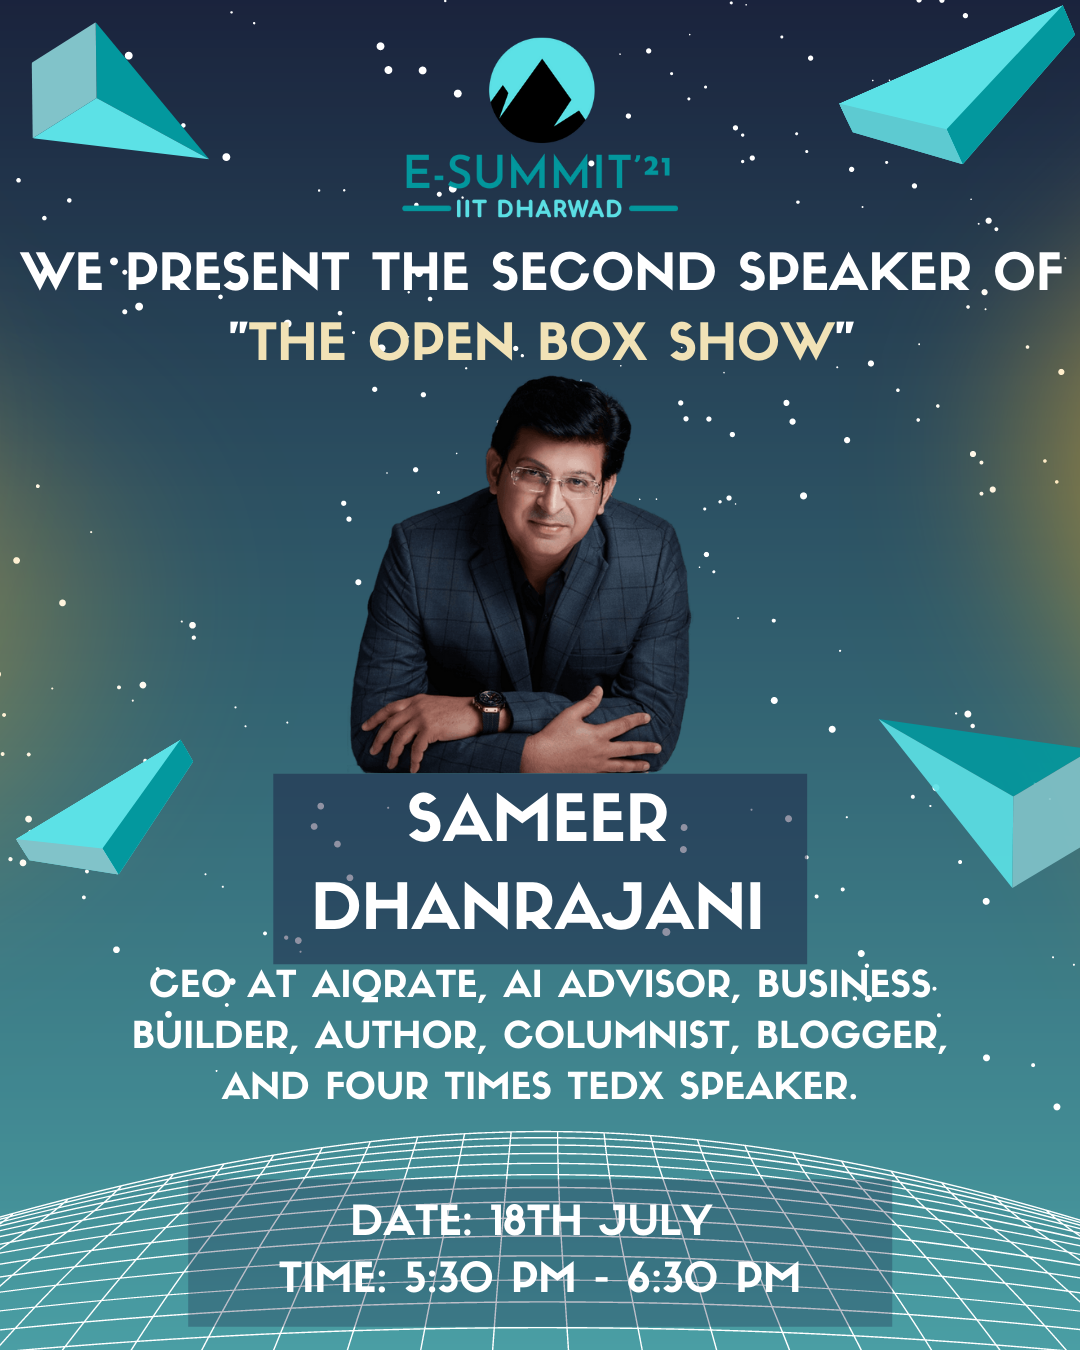 E-SUMMIT'21
IIT DHARWAD
WE PRESENT THE SECOND SPEAKER OF
"THE OPEN BOX SHOW"
SAMEER
DHANRAJANI
CEO AT AIQRATE, AI ADVISOR, BUSINESS
BUILDER, AUTHOR, COLUMNIST, BLOGGER,
AND FOUR TIMES TEDX SPEAKER.
DATE: 18TH JULY
TIME: 5:30 PM - 6:30 PM